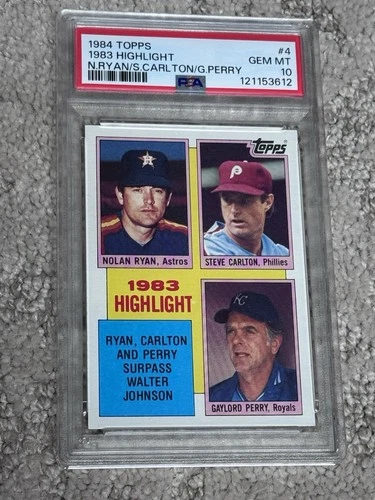 1984 TOPPS #4
1983 HIGHLIGHT GEM MT
N.RYAN/S.CARLTON/G.PERRY 10
PSA 121153612
Topps
P
KC
NOLAN RYAN, Astros
STEVE CARLTON, Phillies
1983
HIGHLIGHT
RYAN, CARLTON
AND PERRY
SURPASS
WALTER
JOHNSON
GAYLORD PERRY, Royals